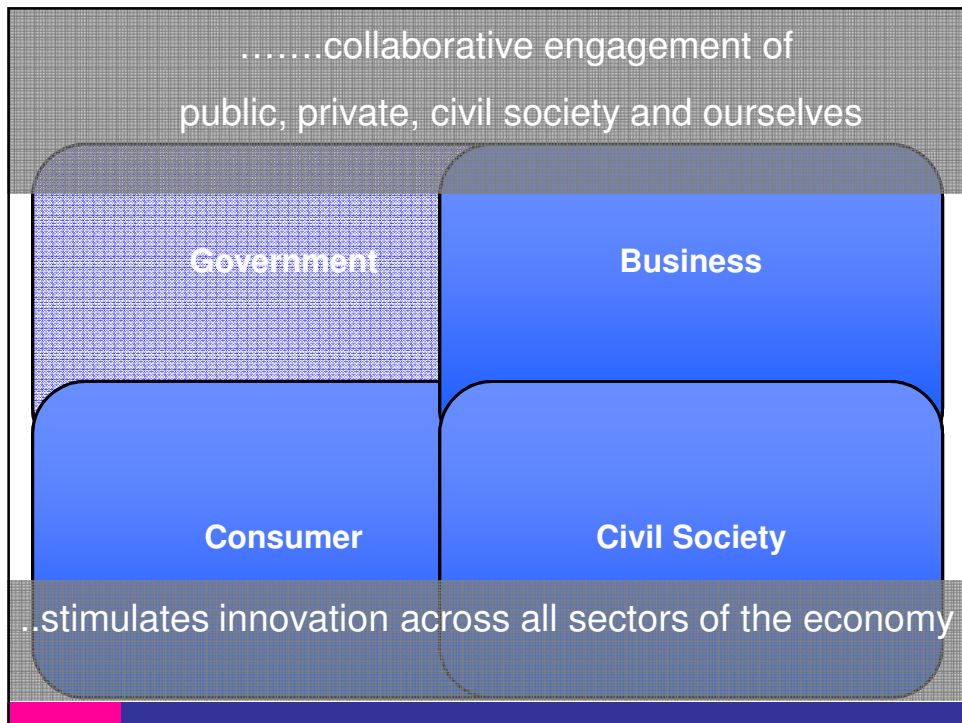 …….collaborative engagement of
public, private, civil society and ourselves
Government
Business
Consumer
Civil Society
..stimulates innovation across all sectors of the economy